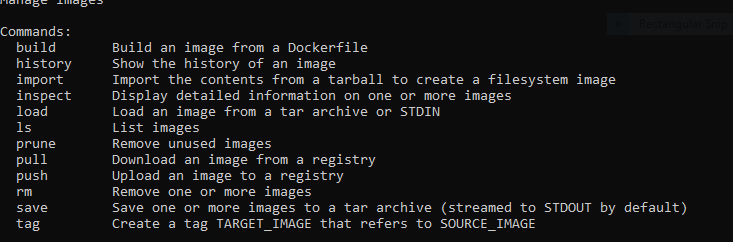 Manage images
Commands:
build Build an image from a Dockerfile
history Show the history of an image
import Import the contents from a tarball to create a filesystem image
inspect Display detailed information on one or more images
load Load an image from a tar archive or STDIN
ls List images
prune Remove unused images
pull Download an image from a registry
push Upload an image to a registry
rm Remove one or more images
save Save one or more images to a tar archive (streamed to STDOUT by default)
tag Create a tag TARGET_IMAGE that refers to SOURCE_IMAGE